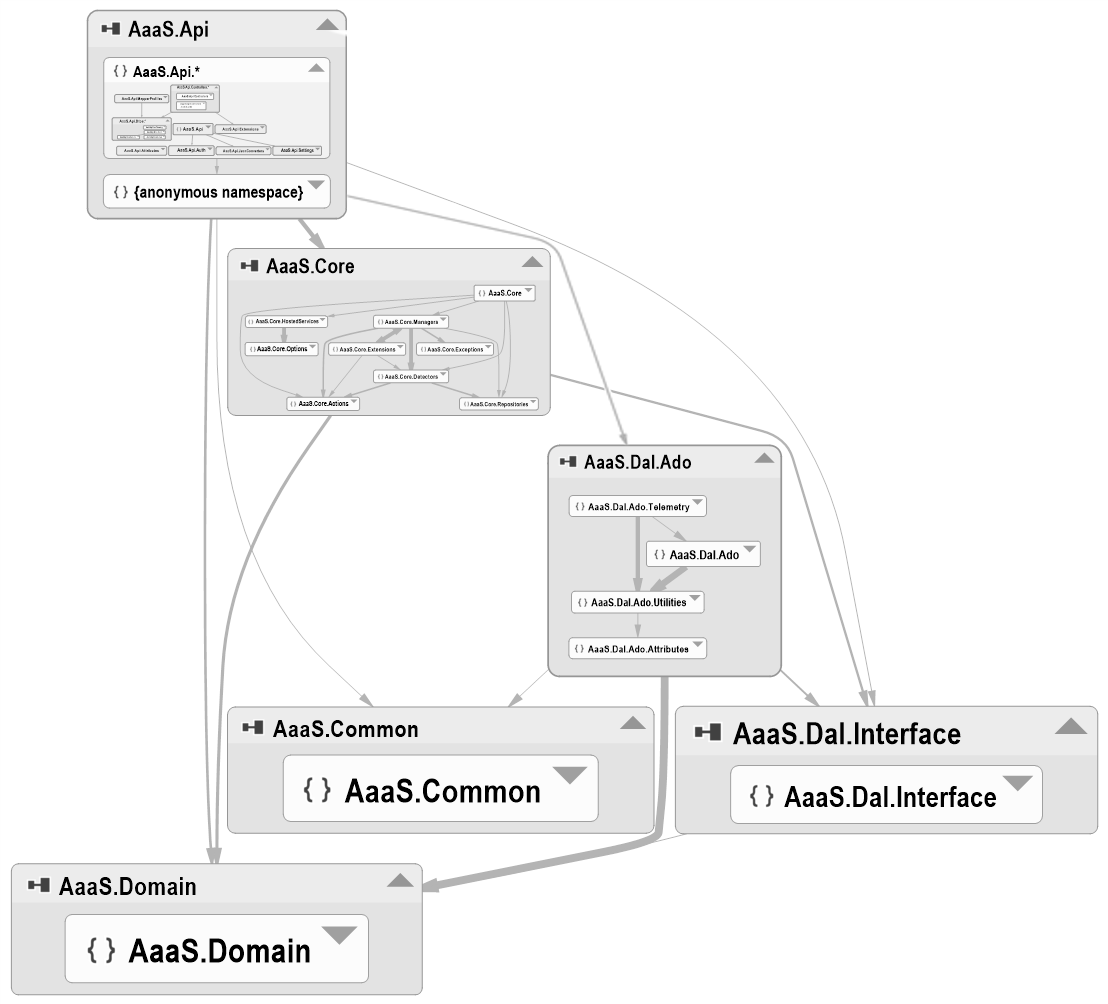 AaaS.Api
{} AaaS.Api.*
AaaS.Api.Controllers.*
AaaS.Api.MapperProfiles
AaaS.Api.Dtos.*
{} AaaS.Api
AaaS.Api.Extensions
AaaS.Api.Attributes
AaaS.Api.Auth
AaaS.Api.JsonConverters
AaaS.Api.Settings
{} {anonymous namespace}
AaaS.Core
{} AaaS.Core
{} AaaS.Core.HostedServices
{} AaaS.Core.Managers
{} AaaS.Core.Options
{} AaaS.Core.Extensions
{} AaaS.Core.Exceptions
{} AaaS.Core.Detectors
{} AaaS.Core.Actions
{} AaaS.Core.Repositories
AaaS.Dal.Ado
{} AaaS.Dal.Ado.Telemetry
{} AaaS.Dal.Ado
{} AaaS.Dal.Ado.Utilities
{} AaaS.Dal.Ado.Attributes
AaaS.Common
{} AaaS.Common
AaaS.Dal.Interface
{} AaaS.Dal.Interface
AaaS.Domain
{} AaaS.Domain